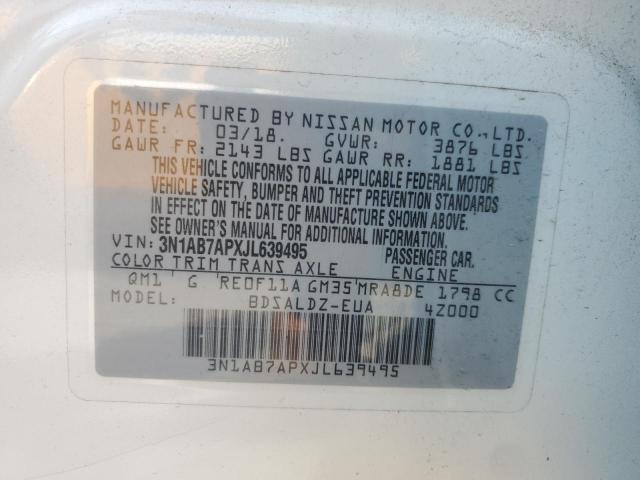 MANUFACTURED BY NISSAN MOTOR CO.,LTD.
DATE: 03/18. GVWR: 3876 LBS
GAWR FR: 2143 LBS GAWR RR: 1881 LBS
THIS VEHICLE CONFORMS TO ALL APPLICABLE FEDERAL MOTOR
VEHICLE SAFETY, BUMPER AND THEFT PREVENTION STANDARDS
IN EFFECT ON THE DATE OF MANUFACTURE SHOWN ABOVE.
SEE OWNER'S MANUAL FOR ADDITIONAL INFORMATION.
VIN: 3N1AB7APXJL639495 PASSENGER CAR.
COLOR TRIM TRANS AXLE ENGINE
QM1 G RE0F11A GM35 MRA8DE 1798 CC
MODEL: BDSALDZ-EUA 4Z000
3N1AB7APXJL639495